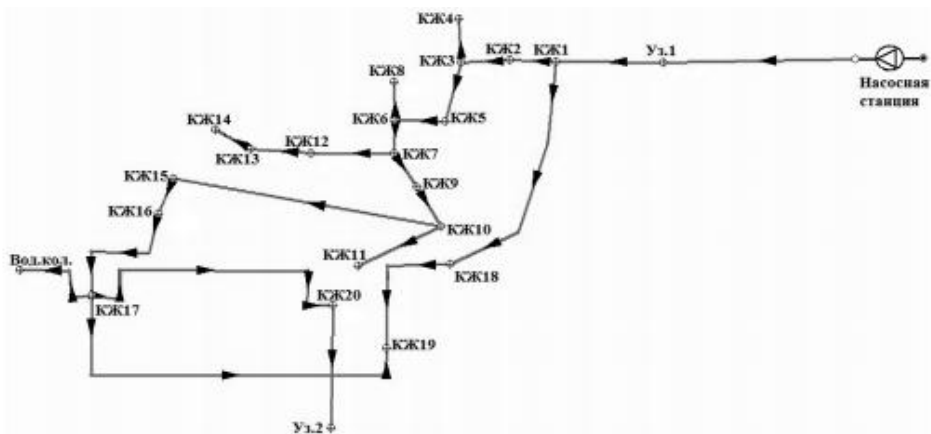 КЖ4
КЖ3
КЖ2
КЖ1
Уз.1
Насосная
станция
КЖ8
КЖ6
КЖ5
КЖ14
КЖ13
КЖ12
КЖ7
КЖ15
КЖ9
КЖ16
КЖ10
КЖ11
Вод.кол.
КЖ18
КЖ17
КЖ20
КЖ19
Уз.2